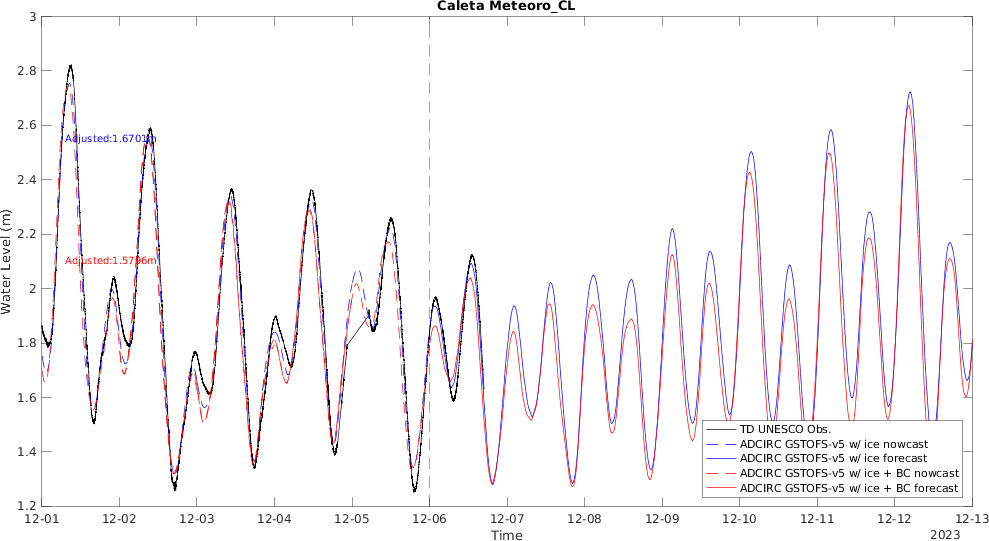 Caleta Meteoro_CL
Water Level (m)
3
2.8
2.6
2.4
2.2
2
1.8
1.6
1.4
1.2
Adjusted:1.6701m
Adjusted:1.5796m
TD UNESCO Obs.
ADCIRC GSTOFS-v5 w/ ice nowcast
ADCIRC GSTOFS-v5 w/ ice forecast
ADCIRC GSTOFS-v5 w/ ice + BC nowcast
ADCIRC GSTOFS-v5 w/ ice + BC forecast
12-01 12-02 12-03 12-04 12-05 12-06 12-07 12-08 12-09 12-10 12-11 12-12 12-13
Time
2023